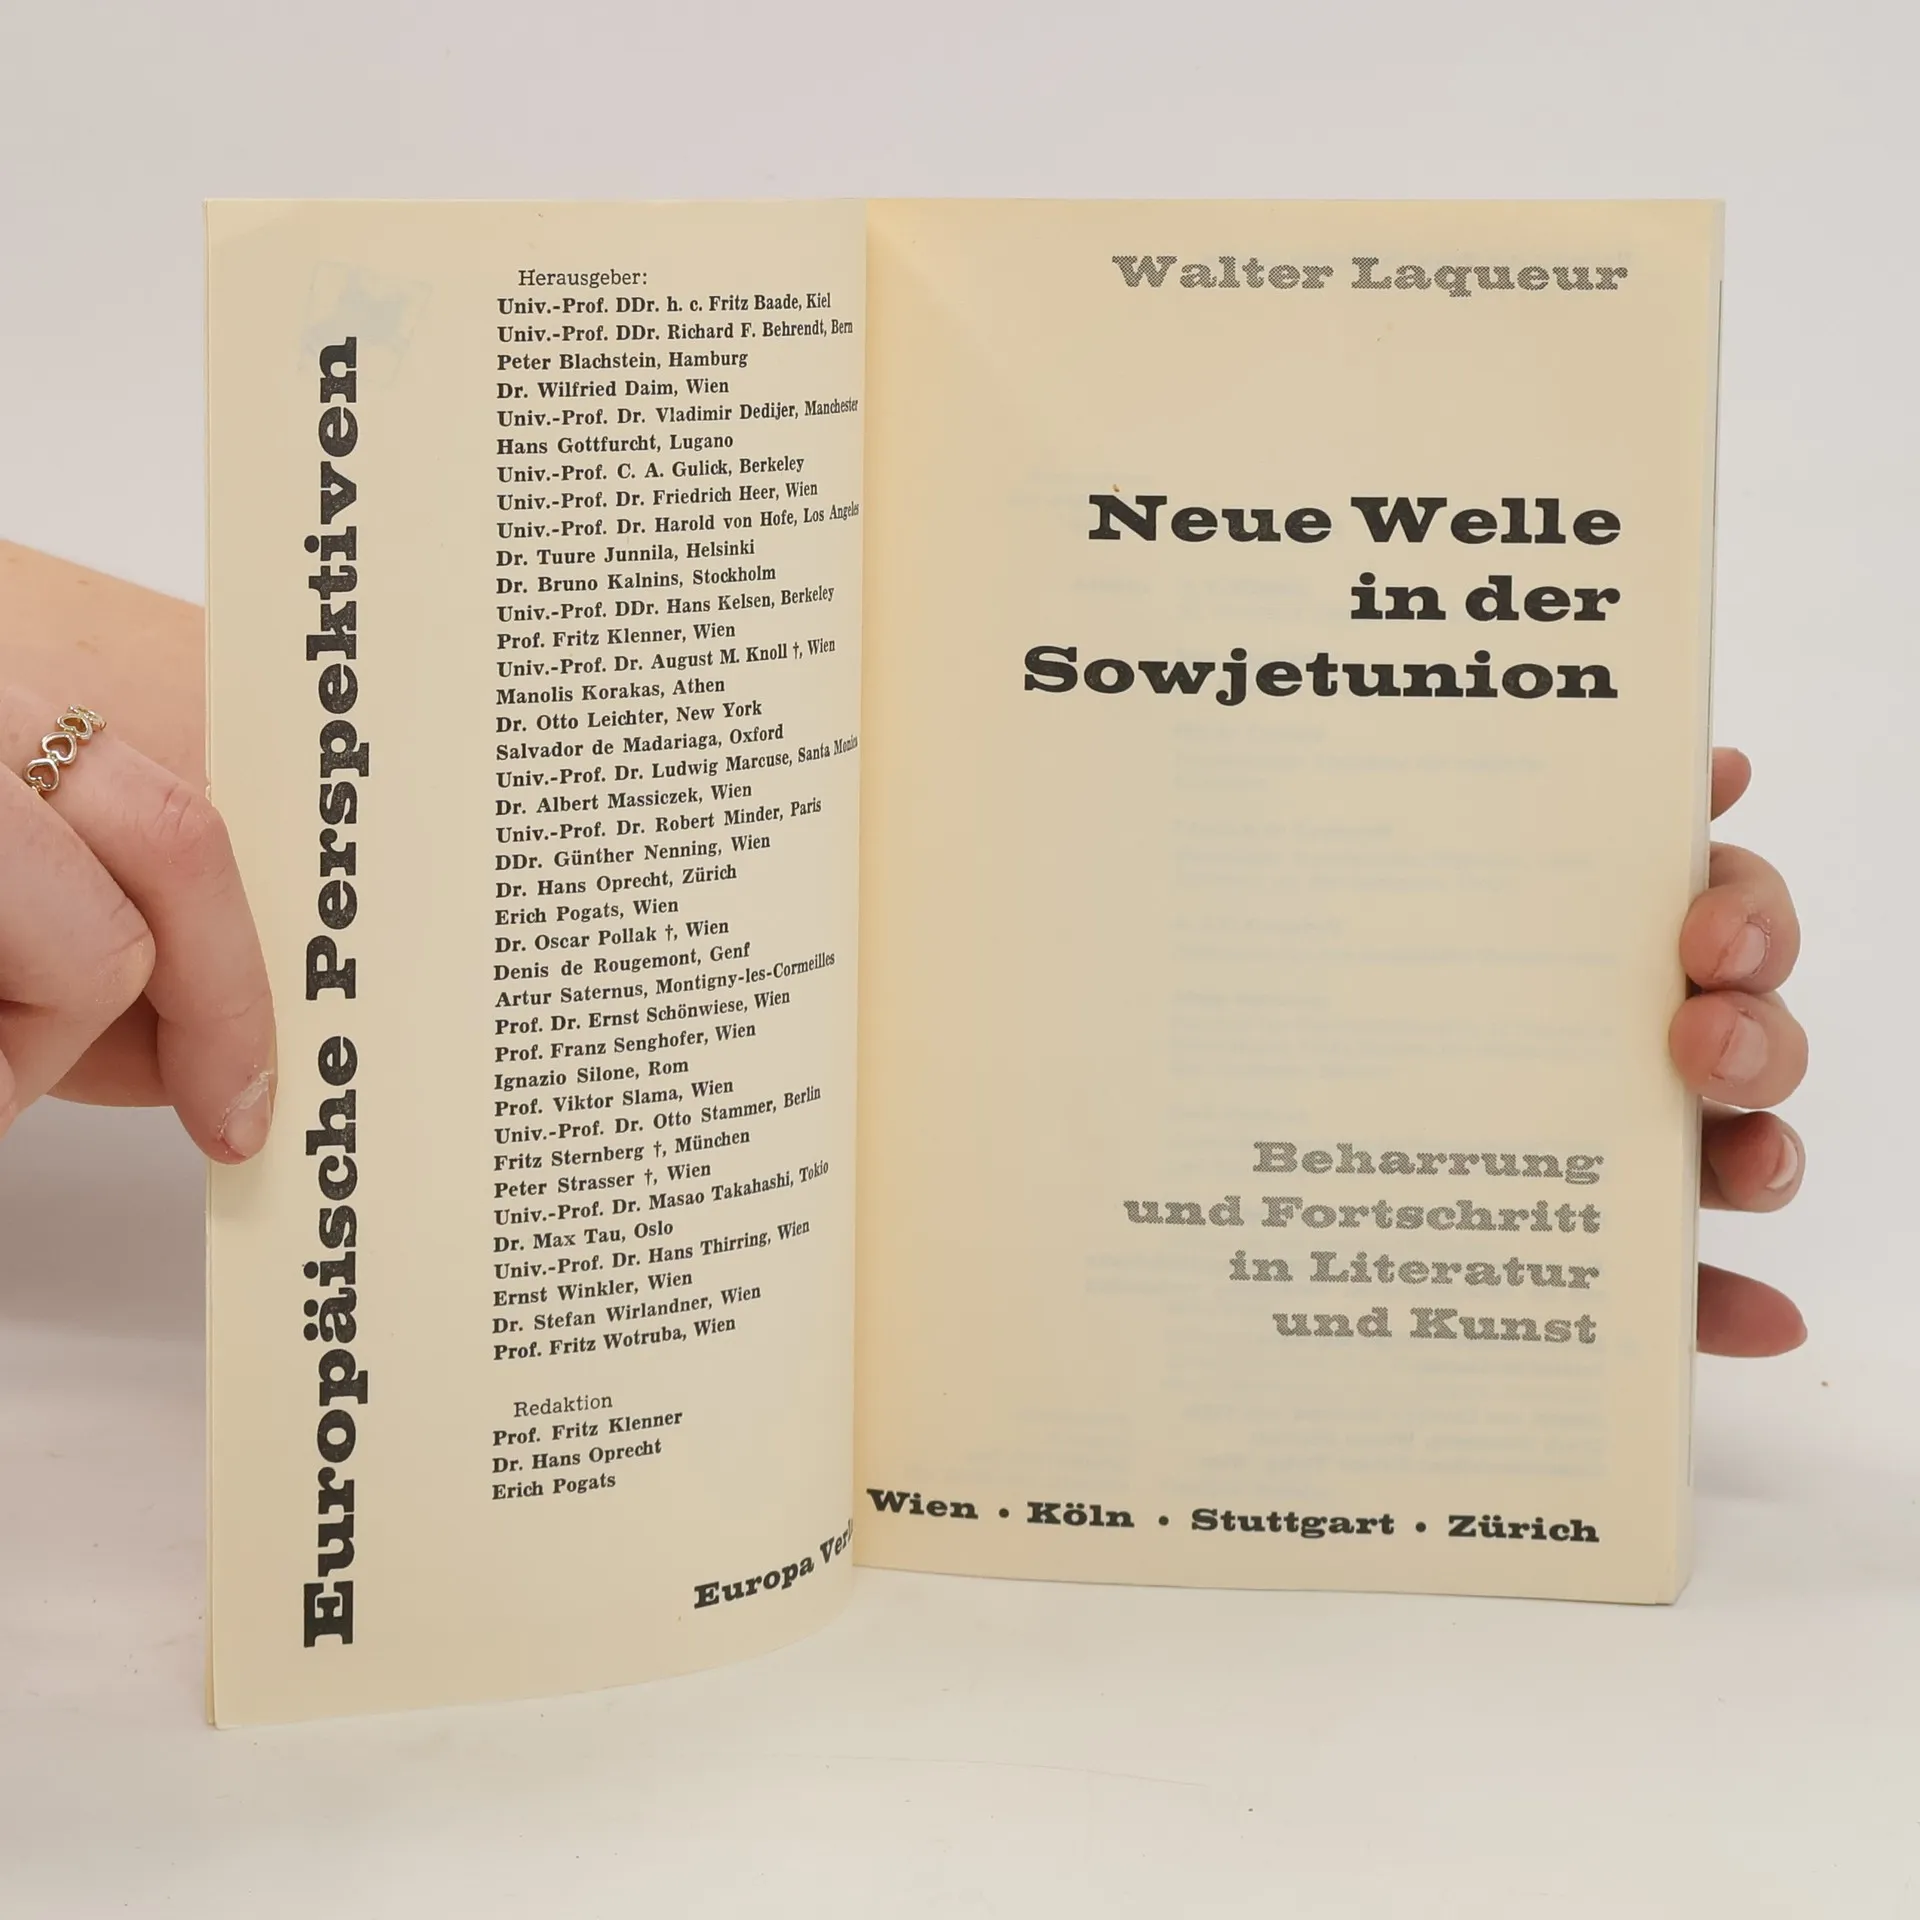 Europäische Perspektiven
Herausgeber:
Univ.-Prof. DDr. h. c. Fritz Baade, Kiel
Univ.-Prof. DDr. Richard F. Behrendt, Bern
Peter Blachstein, Hamburg
Dr. Wilfried Daim, Wien
Univ.-Prof. Dr. Vladimir Dedijer, Manchester
Hans Gottfurcht, Lugano
Univ.-Prof. C. A. Gulick, Berkeley
Univ.-Prof. Dr. Friedrich Heer, Wien
Univ.-Prof. Dr. Harold von Hofe, Los Angeles
Dr. Tuure Junnila, Helsinki
Dr. Bruno Kalnins, Stockholm
Univ.-Prof. DDr. Hans Kelsen, Berkeley
Prof. Fritz Klenner, Wien
Univ.-Prof. Dr. August M. Knoll †, Wien
Manolis Korakas, Athen
Dr. Otto Leichter, New York
Salvador de Madariaga, Oxford
Univ.-Prof. Dr. Ludwig Marcuse, Santa Monica
Dr. Albert Massiczek, Wien
Univ.-Prof. Dr. Robert Minder, Paris
DDr. Günther Nenning, Wien
Dr. Hans Oprecht, Zürich
Erich Pogats, Wien
Dr. Oscar Pollak †, Wien
Denis de Rougemont, Genf
Artur Saternus, Montigny-les-Cormeilles
Prof. Dr. Ernst Schönwiese, Wien
Prof. Franz Senghofer, Wien
Ignazio Silone, Rom
Prof. Viktor Slama, Wien
Univ.-Prof. Dr. Otto Stammer, Berlin
Fritz Sternberg †, München
Peter Strasser †, Wien
Univ.-Prof. Dr. Masao Takahashi, Tokio
Dr. Max Tau, Oslo
Univ.-Prof. Dr. Hans Thirring, Wien
Ernst Winkler, Wien
Dr. Stefan Wirlandner, Wien
Prof. Fritz Wotruba, Wien
Redaktion
Prof. Fritz Klenner
Dr. Hans Oprecht
Erich Pogats
Europa
Walter Laqueur
Neue Welle
in der
Sowjetunion
Beharrung
und Fortschritt
in Literatur
und Kunst
Wien • Köln • Stuttgart • Zürich